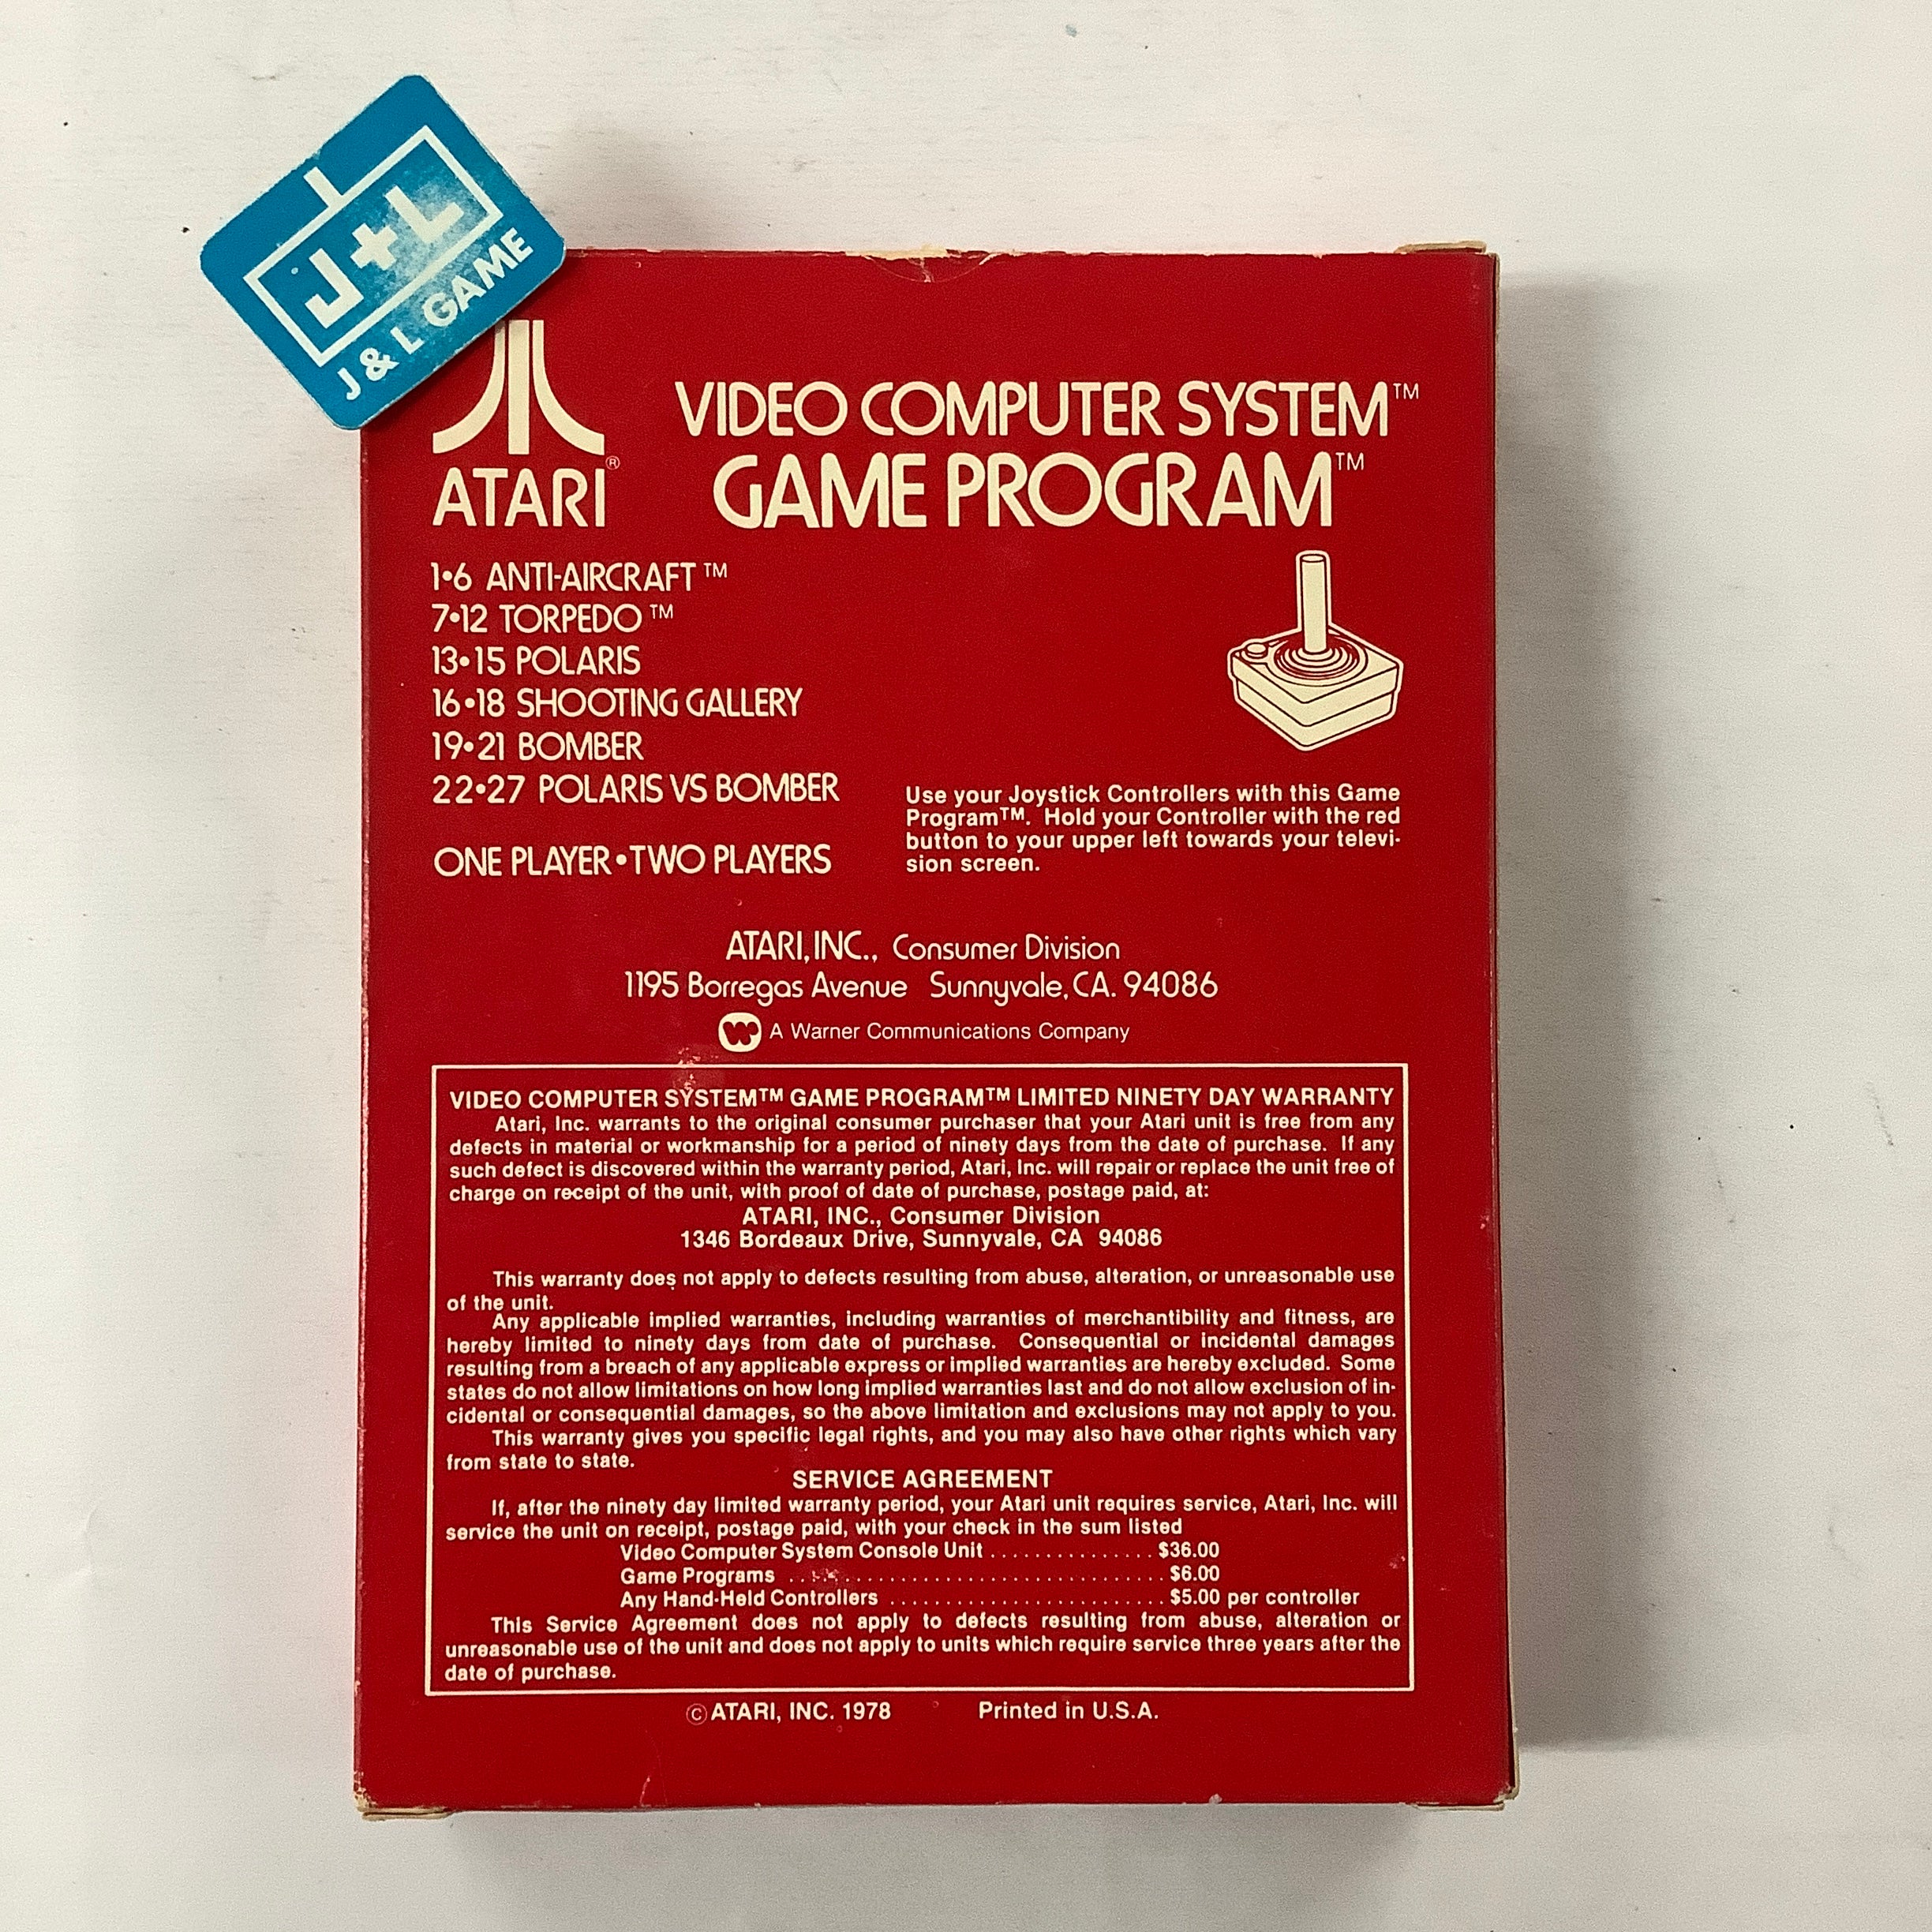 J+L
J & L GAME
ATARI®
VIDEO COMPUTER SYSTEM™
GAME PROGRAM™
1•6 ANTI-AIRCRAFT™
7•12 TORPEDO™
13•15 POLARIS
16•18 SHOOTING GALLERY
19•21 BOMBER
22•27 POLARIS VS BOMBER
ONE PLAYER•TWO PLAYERS
Use your Joystick Controllers with this Game
Program™. Hold your Controller with the red
button to your upper left towards your televi-
sion screen.
ATARI, INC., Consumer Division
1195 Borregas Avenue Sunnyvale, CA. 94086
A Warner Communications Company
VIDEO COMPUTER SYSTEM™ GAME PROGRAM™ LIMITED NINETY DAY WARRANTY
Atari, Inc. warrants to the original consumer purchaser that your Atari unit is free from any
defects in material or workmanship for a period of ninety days from the date of purchase. If any
such defect is discovered within the warranty period, Atari, Inc. will repair or replace the unit free of
charge on receipt of the unit, with proof of date of purchase, postage paid, at:
ATARI, INC., Consumer Division
1346 Bordeaux Drive, Sunnyvale, CA 94086
This warranty does not apply to defects resulting from abuse, alteration, or unreasonable use
of the unit.
Any applicable implied warranties, including warranties of merchantibility and fitness, are
hereby limited to ninety days from date of purchase. Consequential or incidental damages
resulting from a breach of any applicable express or implied warranties are hereby excluded. Some
states do not allow limitations on how long implied warranties last and do not allow exclusion of in-
cidental or consequential damages, so the above limitation and exclusions may not apply to you.
This warranty gives you specific legal rights, and you may also have other rights which vary
from state to state.
SERVICE AGREEMENT
If, after the ninety day limited warranty period, your Atari unit requires service, Atari, Inc. will
service the unit on receipt, postage paid, with your check in the sum listed
Video Computer System Console Unit ............... $36.00
Game Programs .................................. $6.00
Any Hand-Held Controllers ......................... $5.00 per controller
This Service Agreement does not apply to defects resulting from abuse, alteration or
unreasonable use of the unit and does not apply to units which require service three years after the
date of purchase.
© ATARI, INC. 1978 Printed in U.S.A.